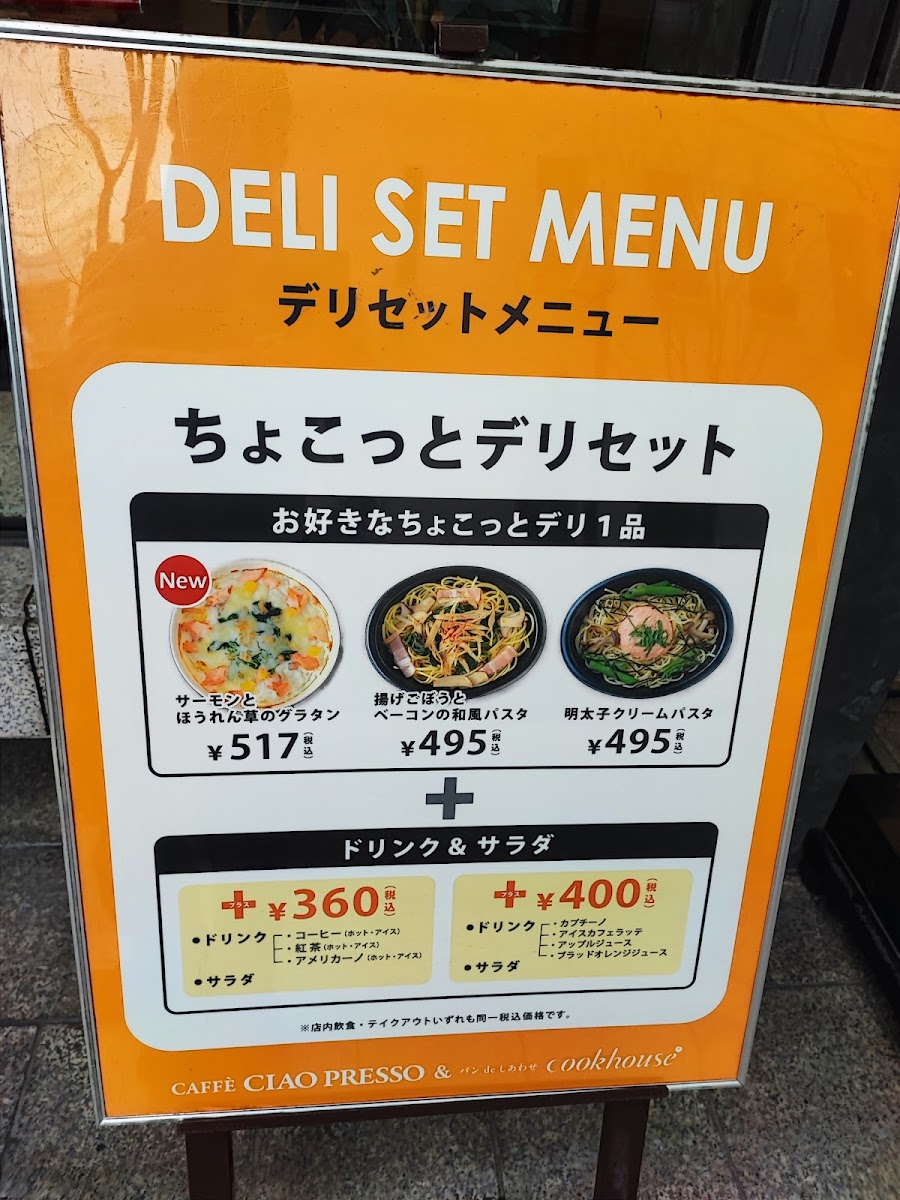 DELI SET MENU
デリセットメニュー
ちょこっとデリセット
お好きなちょこっとデリ1品
New
サーモンと
ほうれん草のグラタン
¥517(税込)
揚げごぼうと
ベーコンの和風パスタ
¥495(税込)
明太子クリームパスタ
¥495(税込)
+
ドリンク&サラダ
+プラス ¥360(税込)
●ドリンク
・コーヒー(ホット・アイス)
・紅茶(ホット・アイス)
・アメリカーノ(ホット・アイス)
●サラダ
+プラス ¥400(税込)
●ドリンク
・カプチーノ
・アイスカフェラッテ
・アップルジュース
・ブラッドオレンジジュース
●サラダ
※店内飲食・テイクアウトいずれも同一税込価格です。
CAFFÈ CIAO PRESSO & パン de しあわせ cookhouse